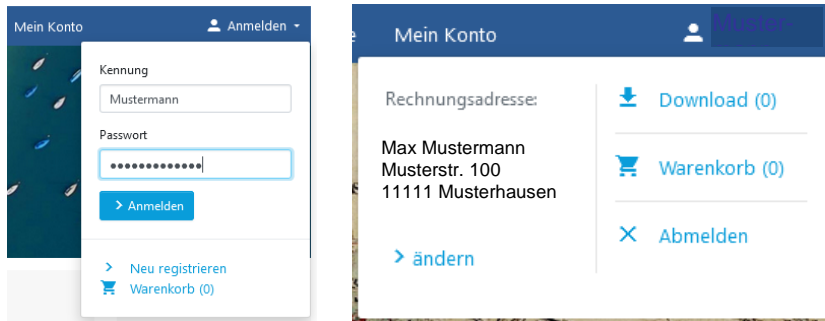 Mein Konto
Anmelden
Kennung
Mustermann
Passwort
Anmelden
Neu registrieren
Warenkorb (0)
e
Mein Konto
Muster-
Rechnungsadresse:
Max Mustermann
Musterstr. 100
11111 Musterhausen
ändern
Download (0)
Warenkorb (0)
Abmelden